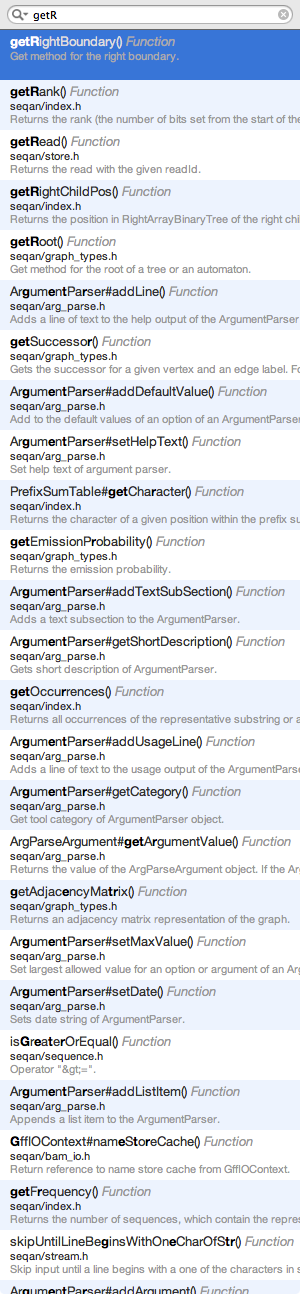 getR
getRightBoundary() Function
Get method for the right boundary.
getRank() Function
seqan/index.h
Returns the rank (the number of bits set from the start of the
getRead() Function
seqan/store.h
Returns the read with the given readId.
getRightChildPos() Function
seqan/index.h
Returns the position in RightArrayBinaryTree of the right chi
getRoot() Function
seqan/graph_types.h
Get method for the root of a tree or an automaton.
ArgumentParser#addLine() Function
seqan/arg_parse.h
Adds a line of text to the help output of the ArgumentParser
getSuccessor() Function
seqan/graph_types.h
Gets the successor for a given vertex and an edge label. Fo
ArgumentParser#addDefaultValue() Function
seqan/arg_parse.h
Add to the default values of an option of an ArgumentParser
ArgumentParser#setHelpText() Function
seqan/arg_parse.h
Set help text of argument parser.
PrefixSumTable#getCharacter() Function
seqan/index.h
Returns the character of a given position within the prefix su
getEmissionProbability() Function
seqan/graph_types.h
Returns the emission probability.
ArgumentParser#addTextSubSection() Function
seqan/arg_parse.h
Adds a text subsection to the ArgumentParser.
ArgumentParser#getShortDescription() Function
seqan/arg_parse.h
Gets short description of ArgumentParser.
getOccurrences() Function
seqan/index.h
Returns all occurrences of the representative substring or a
ArgumentParser#addUsageLine() Function
seqan/arg_parse.h
Adds a line of text to the usage output of the ArgumentParse
ArgumentParser#getCategory() Function
seqan/arg_parse.h
Get tool category of ArgumentParser object.
ArgParseArgument#getArgumentValue() Function
seqan/arg_parse.h
Returns the value of the ArgParseArgument object. If the Ar
getAdjacencyMatrix() Function
seqan/graph_types.h
Returns an adjacency matrix representation of the graph.
ArgumentParser#setMaxValue() Function
seqan/arg_parse.h
Set largest allowed value for an option or argument of an Arg
ArgumentParser#setDate() Function
seqan/arg_parse.h
Sets date string of ArgumentParser.
isGreaterOrEqual() Function
seqan/sequence.h
Operator "&gt;=".
ArgumentParser#addListItem() Function
seqan/arg_parse.h
Appends a list item to the ArgumentParser.
GffIOContext#nameStoreCache() Function
seqan/bam_io.h
Return reference to name store cache from GffIOContext.
getFrequency() Function
seqan/index.h
Returns the number of sequences, which contain the repres
skipUntilLineBeginsWithOneCharOfStr() Function
seqan/stream.h
Skip input until a line begins with a one of the characters in s
ArgumentParser#addArgument() Function